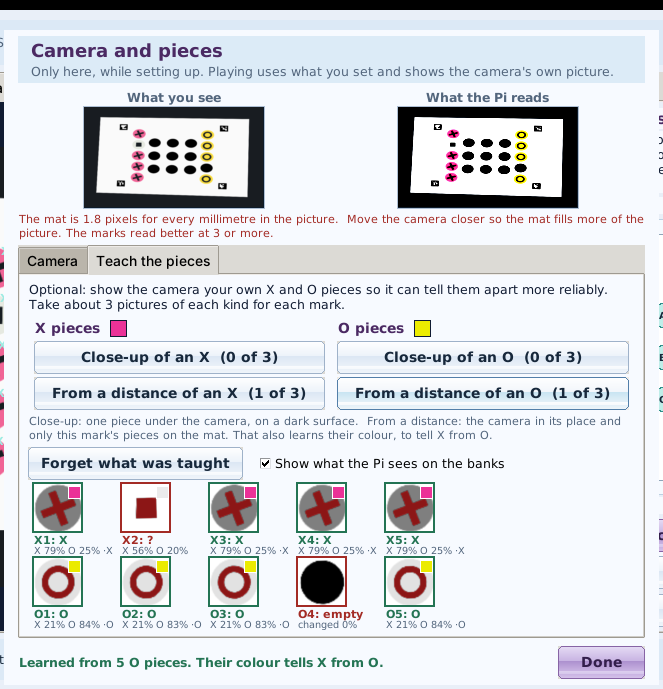 Camera and pieces
Only here, while setting up. Playing uses what you set and shows the camera's own picture.
What you see
What the Pi reads
The mat is 1.8 pixels for every millimetre in the picture. Move the camera closer so the mat fills more of the
picture. The marks read better at 3 or more.
Camera
Teach the pieces
Optional: show the camera your own X and O pieces so it can tell them apart more reliably.
Take about 3 pictures of each kind for each mark.
X pieces
O pieces
Close-up of an X (0 of 3)
Close-up of an O (0 of 3)
From a distance of an X (1 of 3)
From a distance of an O (1 of 3)
Close-up: one piece under the camera, on a dark surface. From a distance: the camera in its place and
only this mark's pieces on the mat. That also learns their colour, to tell X from O.
Forget what was taught
Show what the Pi sees on the banks
X1: X
X2: ?
X3: X
X4: X
X5: X
X 79% O 25% ·X
X 56% O 20%
X 79% O 25% ·X
X 79% O 25% ·X
X 79% O 25% ·X
O1: O
O2: O
O3: O
O4: empty
O5: O
X 21% O 84% ·O
X 21% O 83% ·O
X 21% O 83% ·O
changed 0%
X 21% O 84% ·O
Learned from 5 O pieces. Their colour tells X from O.
Done